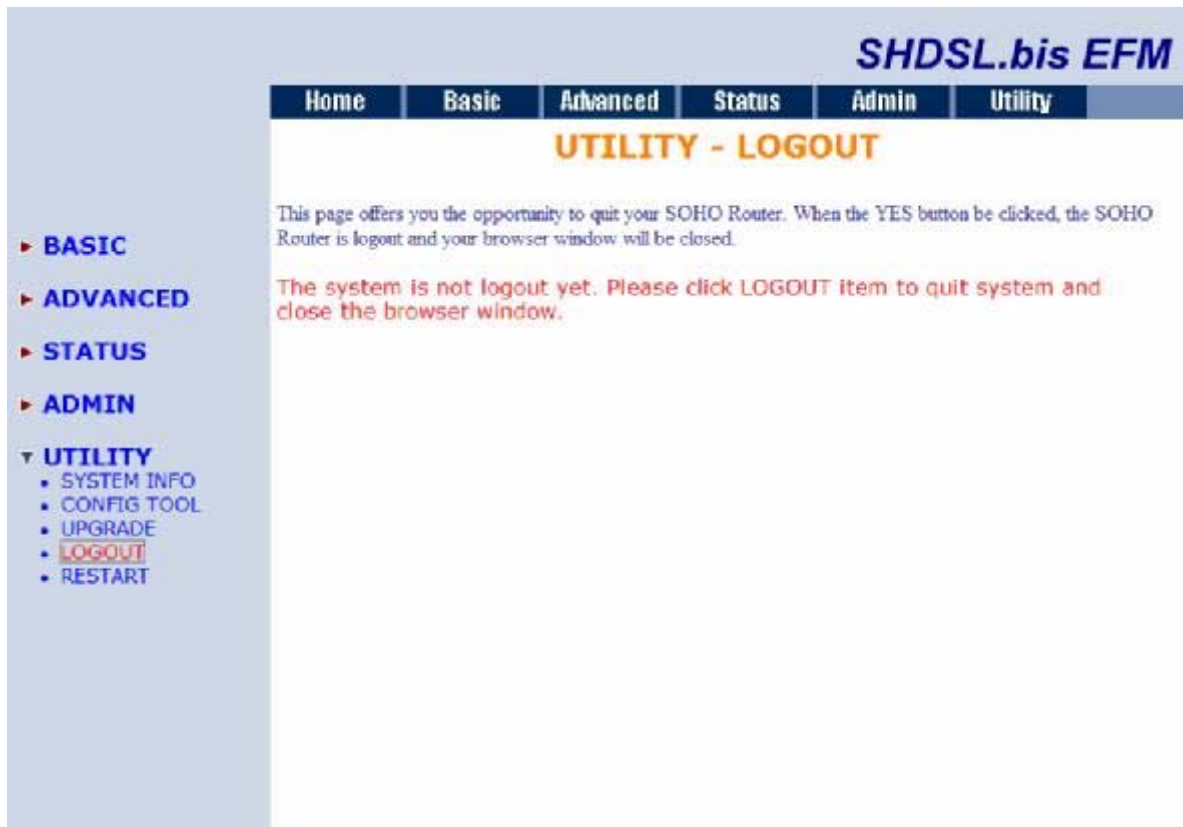 SHDSL.bis EFM
Home Basic Advanced Status Admin Utility
UTILITY - LOGOUT
This page offers you the opportunity to quit your SOHO Router. When the YES button be clicked, the SOHO
Router is logout and your browser window will be closed.
The system is not logout yet. Please click LOGOUT item to quit system and
close the browser window.
BASIC
ADVANCED
STATUS
ADMIN
UTILITY
SYSTEM INFO
CONFIG TOOL
UPGRADE
LOGOUT
RESTART